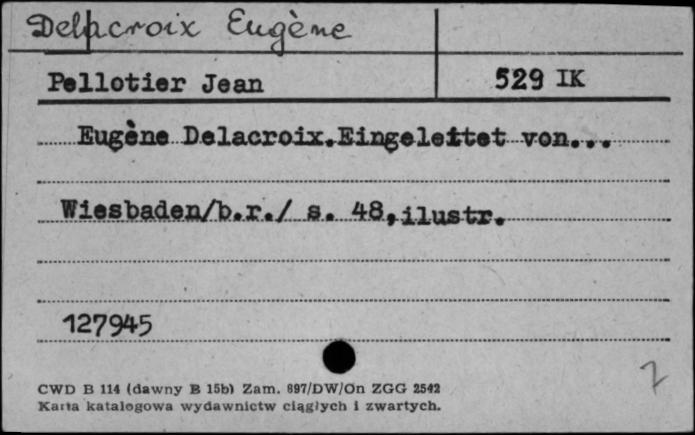 Delacroix Eugène
Pellotier Jean 529 IK
Eugène Delacroix.Eingeleitet von...
Wiesbaden/b.r./ s. 48,ilustr.
127945
7
CWD B 114 (dawny B 15b) Zam. 897/DW/On ZGG 2542
Karta katalogowa wydawnictw ciągłych i zwartych.